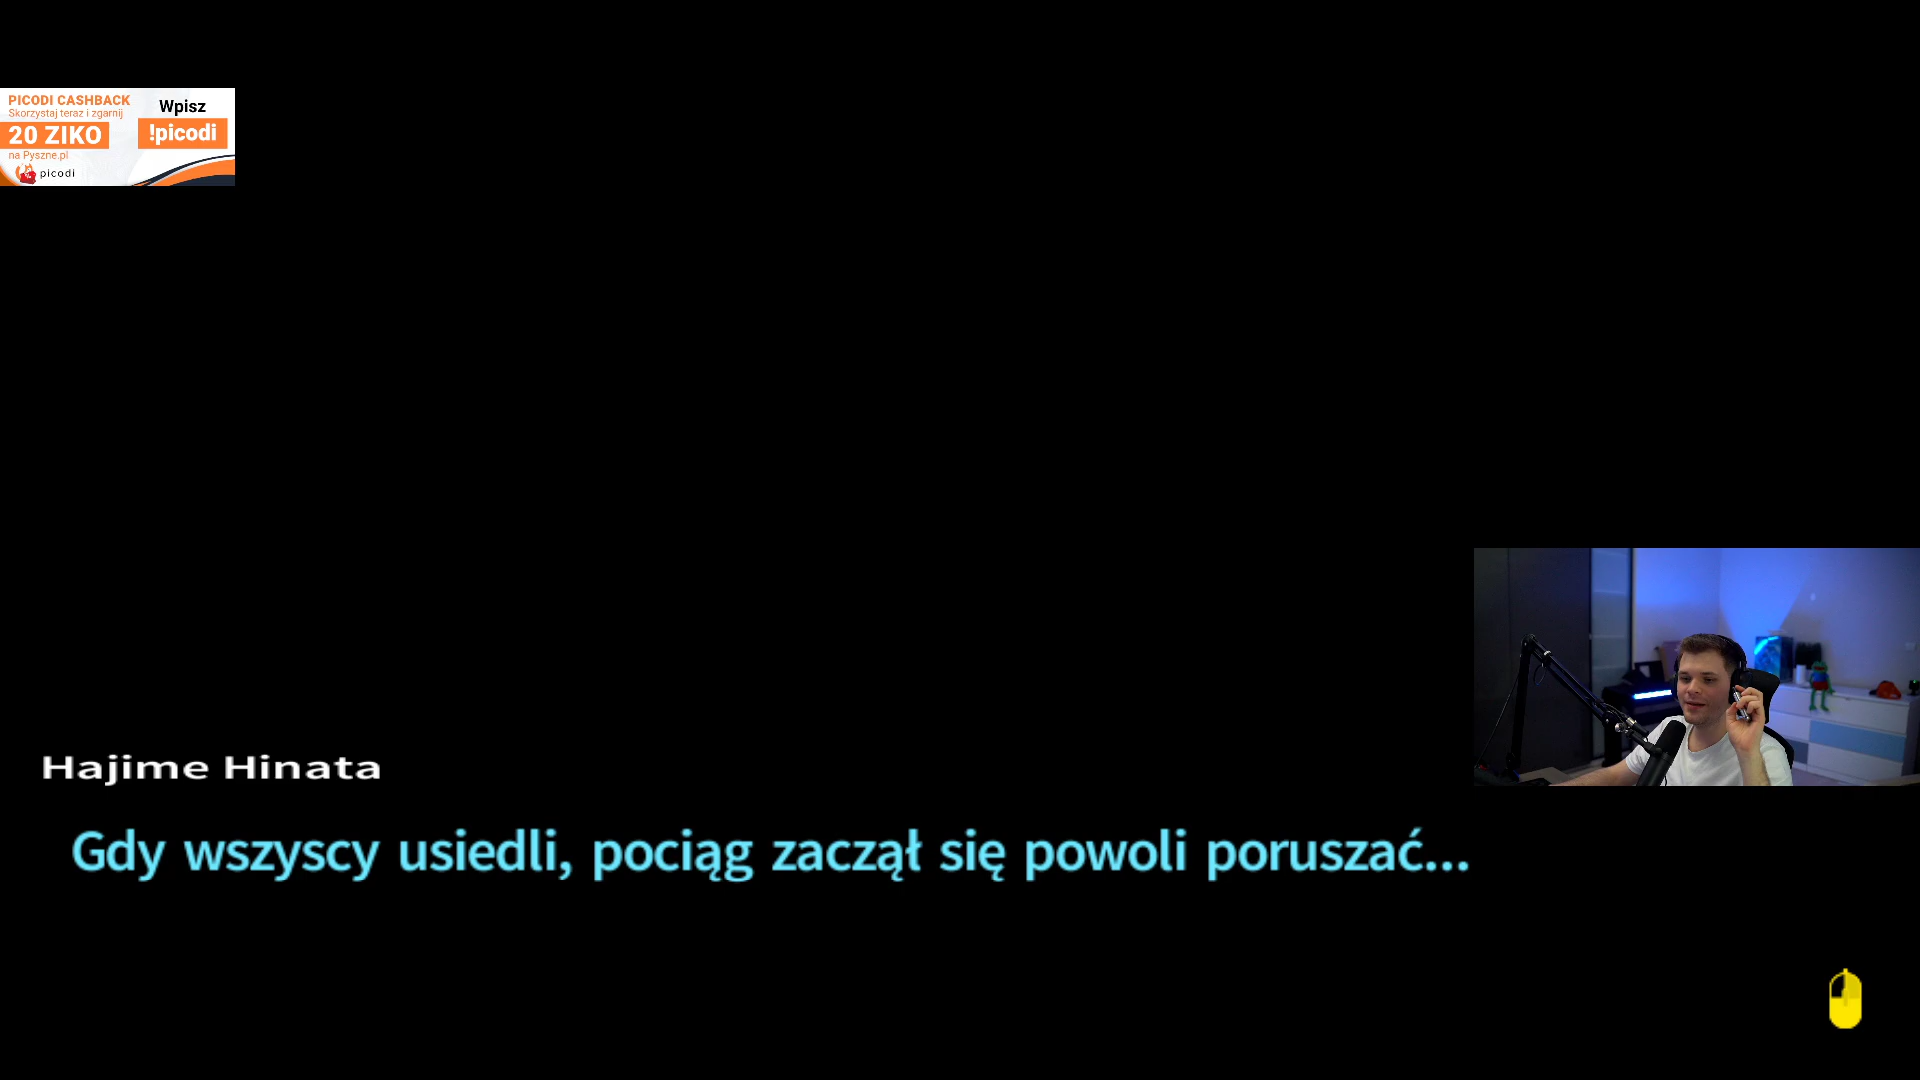 PICODI CASHBACK
Skorzystaj teraz i zgarnij
20 ZIKO
na Pyszne.pl
picodi
Wpisz
!picodi
Hajime Hinata
Gdy wszyscy usiedli, pociąg zaczął się powoli poruszać...